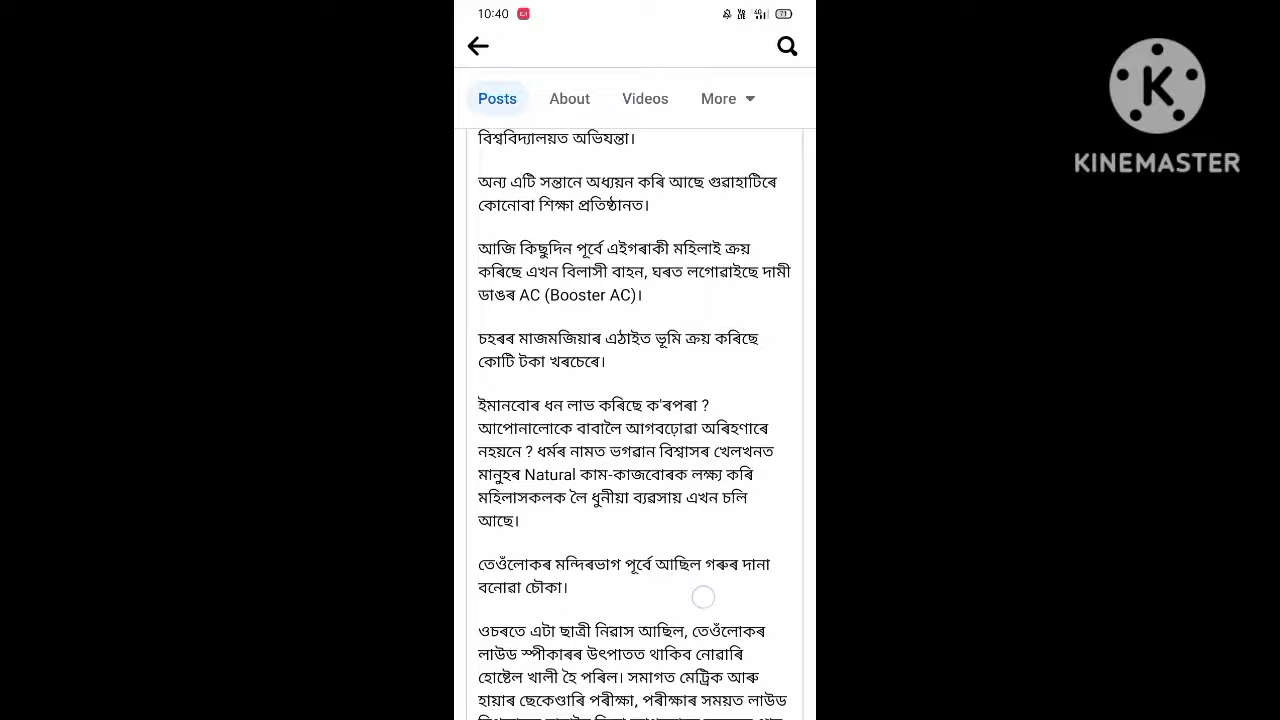 10:40
73
Posts About Videos More
বিশ্ববিদ্যালয়ত অভিযন্তা।
অন্য এটি সন্তানে অধ্যয়ন কৰি আছে গুৱাহাটিৰে
কোনোবা শিক্ষা প্ৰতিষ্ঠানত।
আজি কিছুদিন পূৰ্বে এইগৰাকী মহিলাই ক্ৰয়
কৰিছে এখন বিলাসী বাহন, ঘৰত লগোৱাইছে দামী
ডাঙৰ AC (Booster AC)।
চহৰৰ মাজমজিয়াৰ এঠাইত ভূমি ক্ৰয় কৰিছে
কোটি টকা খৰচেৰে।
ইমানবোৰ ধন লাভ কৰিছে ক'ৰপৰা ?
আপোনালোকে বাবালৈ আগবঢ়োৱা অৰিহণাৰে
নহয়নে ? ধৰ্মৰ নামত ভগৱান বিশ্বাসৰ খেলখনত
মানুহৰ Natural কাম-কাজবোৰক লক্ষ্য কৰি
মহিলাসকলক লৈ ধুনীয়া ব্যৱসায় এখন চলি
আছে।
তেওঁলোকৰ মন্দিৰভাগ পূৰ্বে আছিল গৰুৰ দানা
বনোৱা চৌকা।
ওচৰতে এটা ছাত্ৰী নিৱাস আছিল, তেওঁলোকৰ
লাউড স্পীকাৰৰ উৎপাতত থাকিব নোৱাৰি
হোষ্টেল খালী হৈ পৰিল। সমাগত মেট্ৰিক আৰু
হায়াৰ ছেকেণ্ডাৰি পৰীক্ষা, পৰীক্ষাৰ সময়ত লাউড
K
KINEMASTER